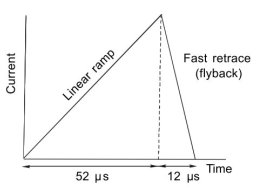 Current
Linear ramp
Fast retrace
(flyback)
Time
52 μs
12 μs